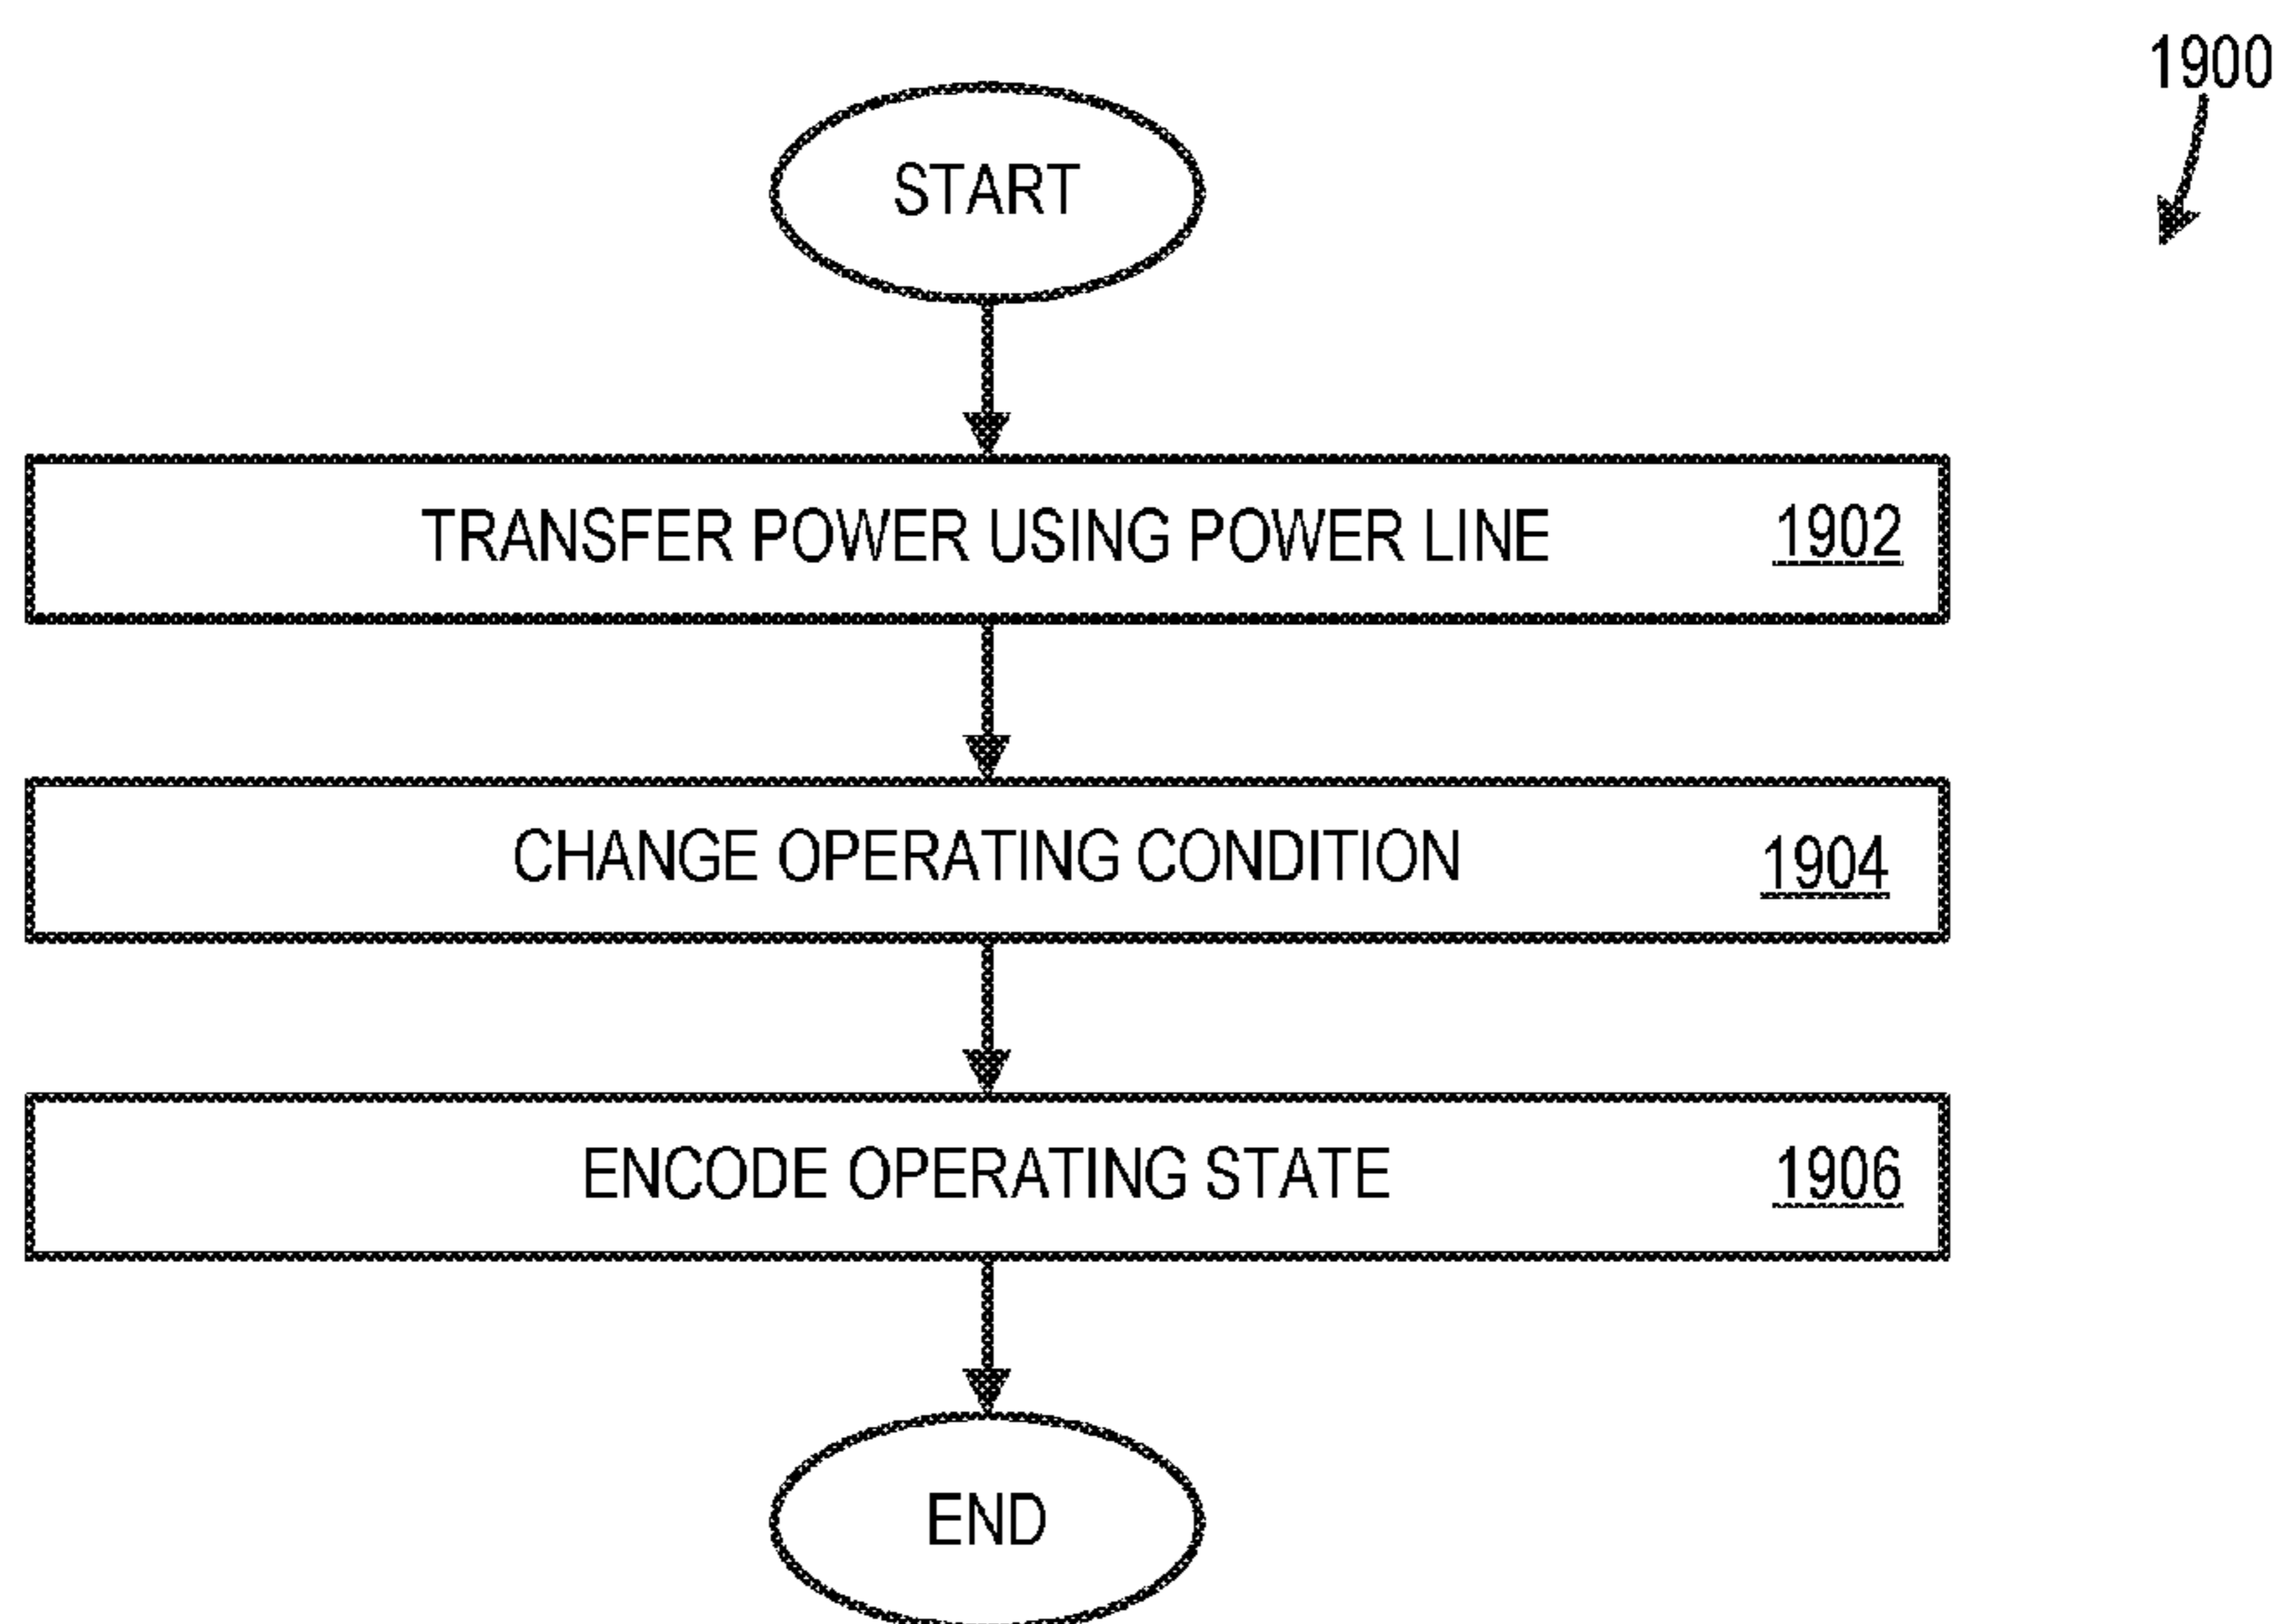 1900
START
TRANSFER POWER USING POWER LINE 1902
CHANGE OPERATING CONDITION 1904
ENCODE OPERATING STATE 1906
END